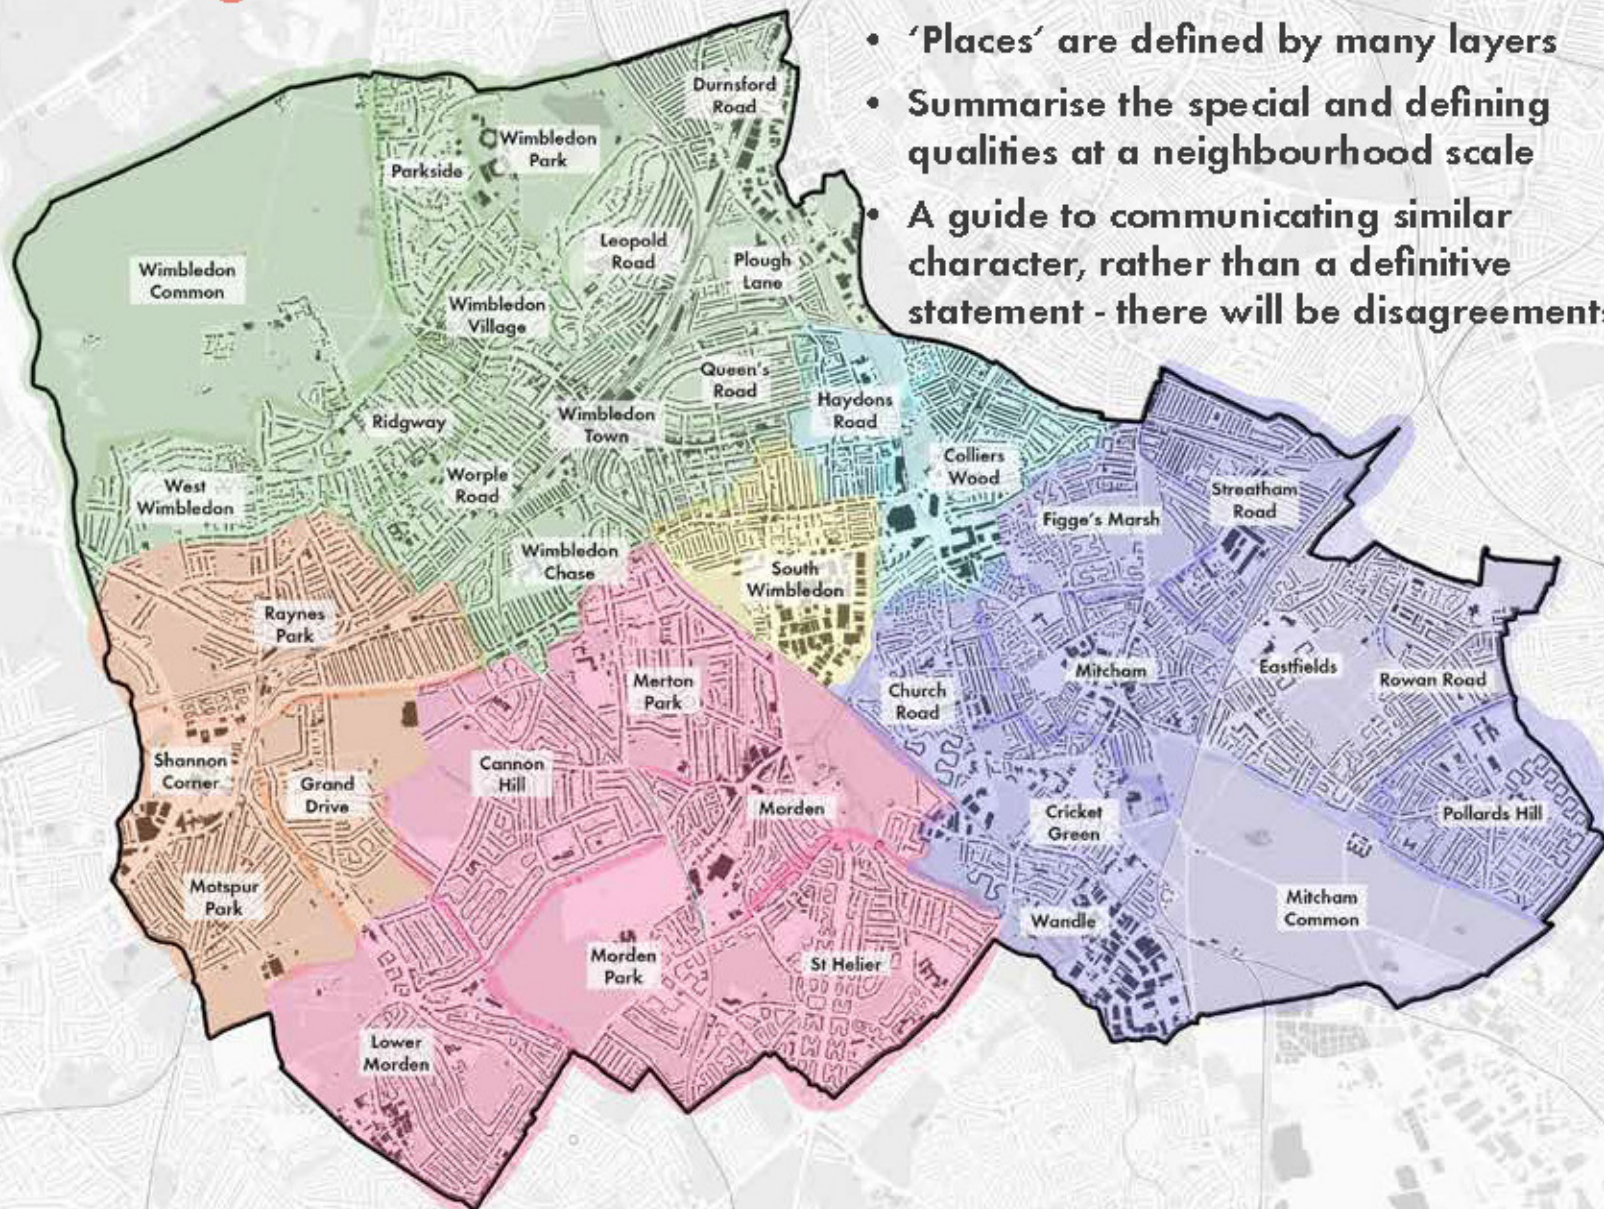 • 'Places' are defined by many layers
• Summarise the special and defining
qualities at a neighbourhood scale
• A guide to communicating similar
character, rather than a definitive
statement - there will be disagreements
Durnsford
Road
Wimbledon
Park
Parkside
Wimbledon
Common
Leopold
Road
Plough
Lane
Wimbledon
Village
Queen's
Road
Haydons
Road
Ridgway
Wimbledon
Town
Colliers
Wood
West
Wimbledon
Worple
Road
Streatham
Road
Figge's Marsh
Wimbledon
Chase
South
Wimbledon
Raynes
Park
Merton
Park
Church
Road
Mitcham
Eastfields
Rowan Road
Shannon
Corner
Grand
Drive
Cannon
Hill
Morden
Cricket
Green
Pollards Hill
Motspur
Park
Mitcham
Common
Wandle
Morden
Park
St Helier
Lower
Morden